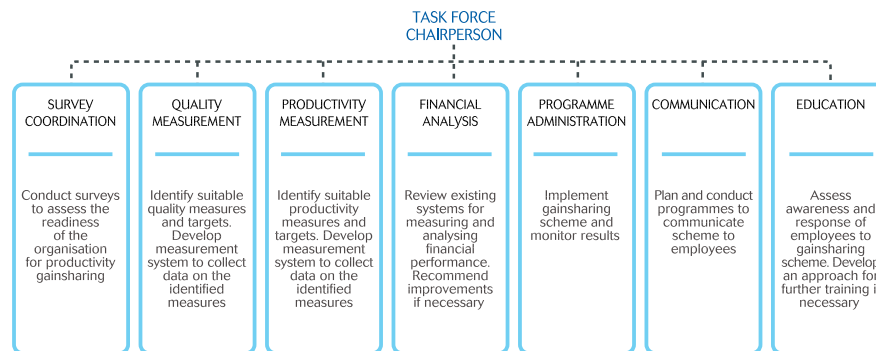 TASK FORCE
CHAIRPERSON
SURVEY
COORDINATION
Conduct surveys
to assess the
readiness
of the
organisation
for productivity
gainsharing
QUALITY
MEASUREMENT
Identify suitable
quality measures
and targets.
Develop
measurement
system to collect
data on the
identified
measures
PRODUCTIVITY
MEASUREMENT
Identify suitable
productivity
measures and
targets. Develop
measurement
system to collect
data on the
identified
measures
FINANCIAL
ANALYSIS
Review existing
systems for
measuring and
analysing
financial
performance.
Recommend
improvements
if necessary
PROGRAMME
ADMINISTRATION
Implement
gainsharing
scheme and
monitor results
COMMUNICATION
Plan and conduct
programmes to
communicate
scheme to
employees
EDUCATION
Assess
awareness and
response of
employees to
gainsharing
scheme. Develop
an approach for
further training if
necessary